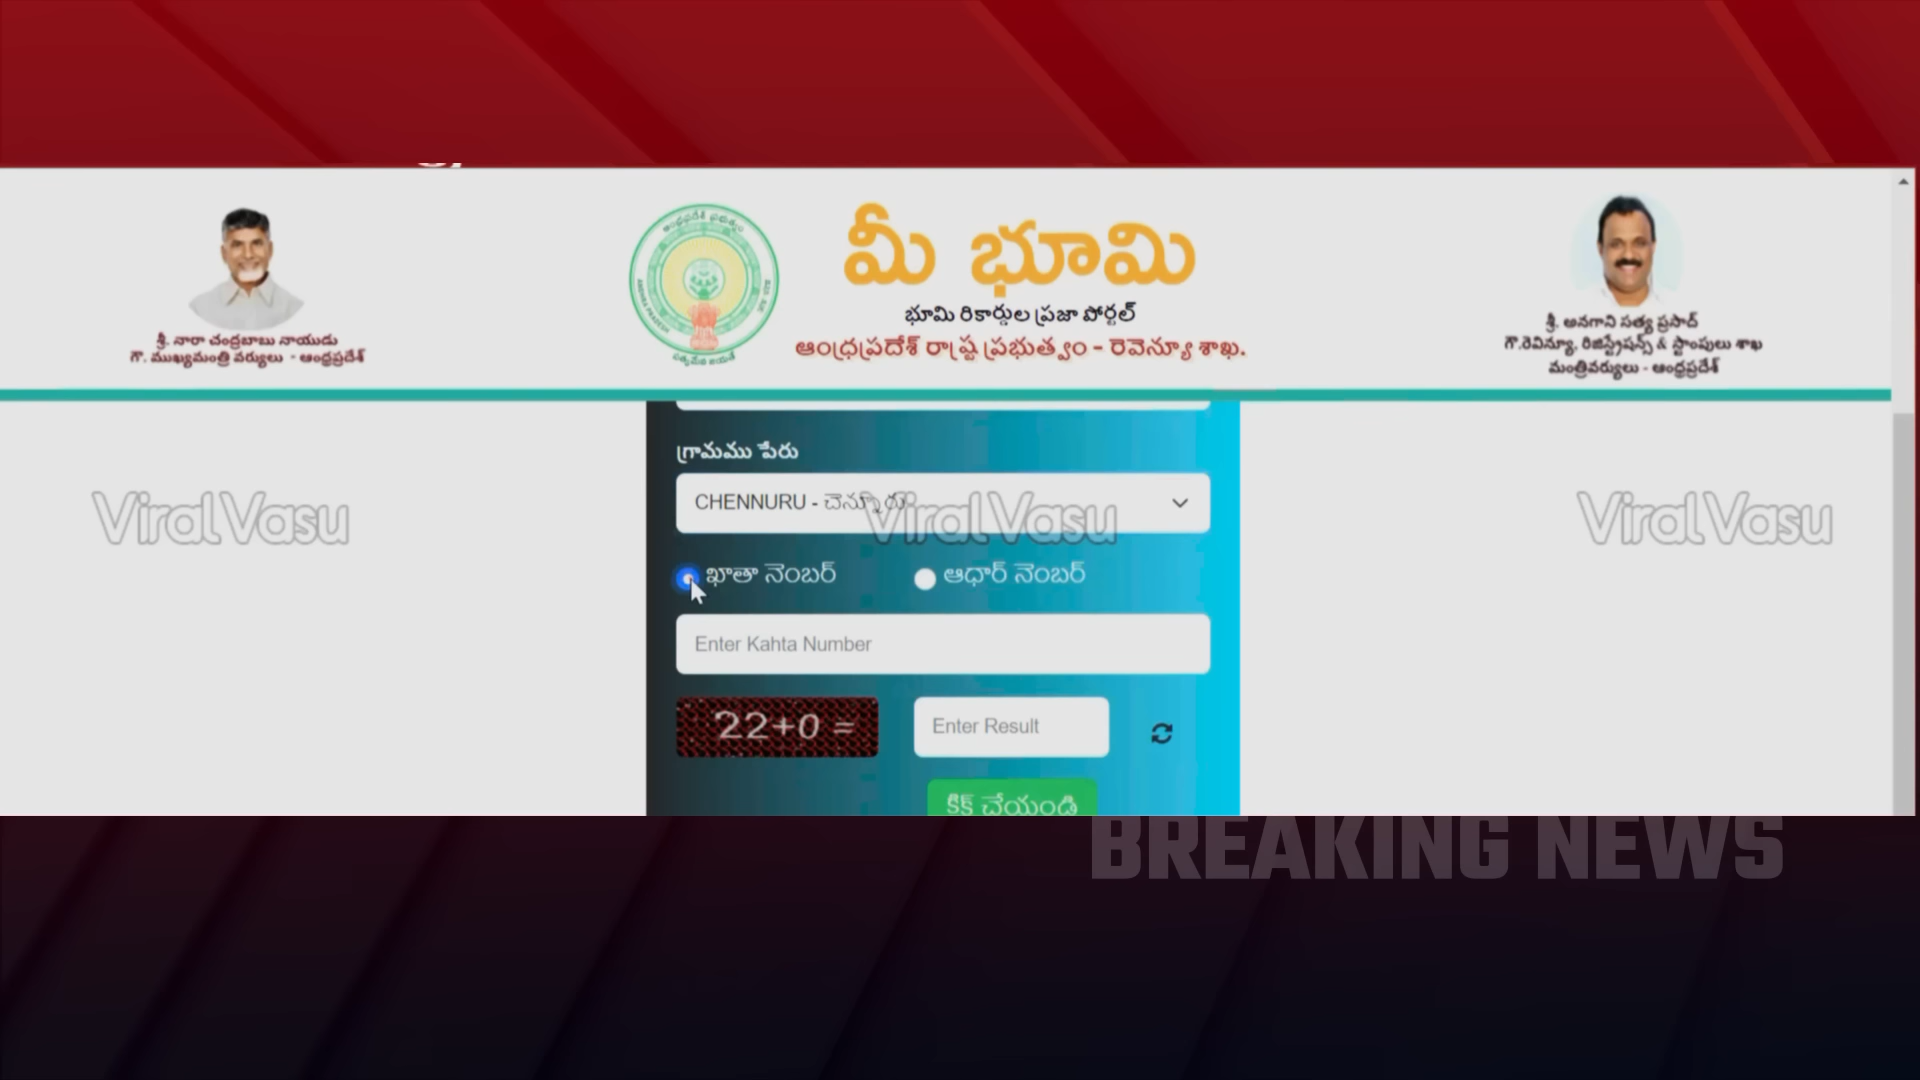 మీ భూమి
భూమి రికార్డుల ప్రజా పోర్టల్
ఆంధ్రప్రదేశ్ రాష్ట్ర ప్రభుత్వం - రెవెన్యూ శాఖ.
శ్రీ. నారా చంద్రబాబు నాయుడు
గౌ. ముఖ్యమంత్రి వర్యులు - ఆంధ్రప్రదేశ్
శ్రీ. అనగాని సత్య ప్రసాద్
గౌ.రెవిన్యూ, రిజిస్ట్రేషన్స్ & స్టాంపులు శాఖ
మంత్రివర్యులు - ఆంధ్రప్రదేశ్
గ్రామము పేరు
CHENNURU - చెన్నూరు
ViralVasu ViralVasu ViralVasu
ఖాతా నెంబర్ ఆధార్ నెంబర్
Enter Kahta Number
22+0 = Enter Result
క్లిక్ చేయండి
BREAKING NEWS